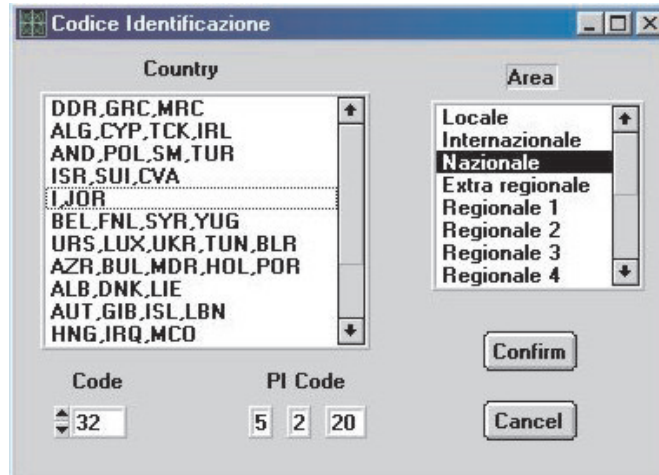 Codice Identificazione
Country
DDR,GRC,MRC
ALG,CYP,TCK,IRL
AND,POL,SM,TUR
ISR,SUI,CVA
I,JOR
BEL,FNL,SYR,YUG
URS,LUX,UKR,TUN,BLR
AZR,BUL,MDR,HOL,POR
ALB,DNK,LIE
AUT,GIB,ISL,LBN
HNG,IRQ,MCO
Area
Locale
Internazionale
Nazionale
Extra regionale
Regionale 1
Regionale 2
Regionale 3
Regionale 4
Code
32
PI Code
5 2 20
Confirm
Cancel